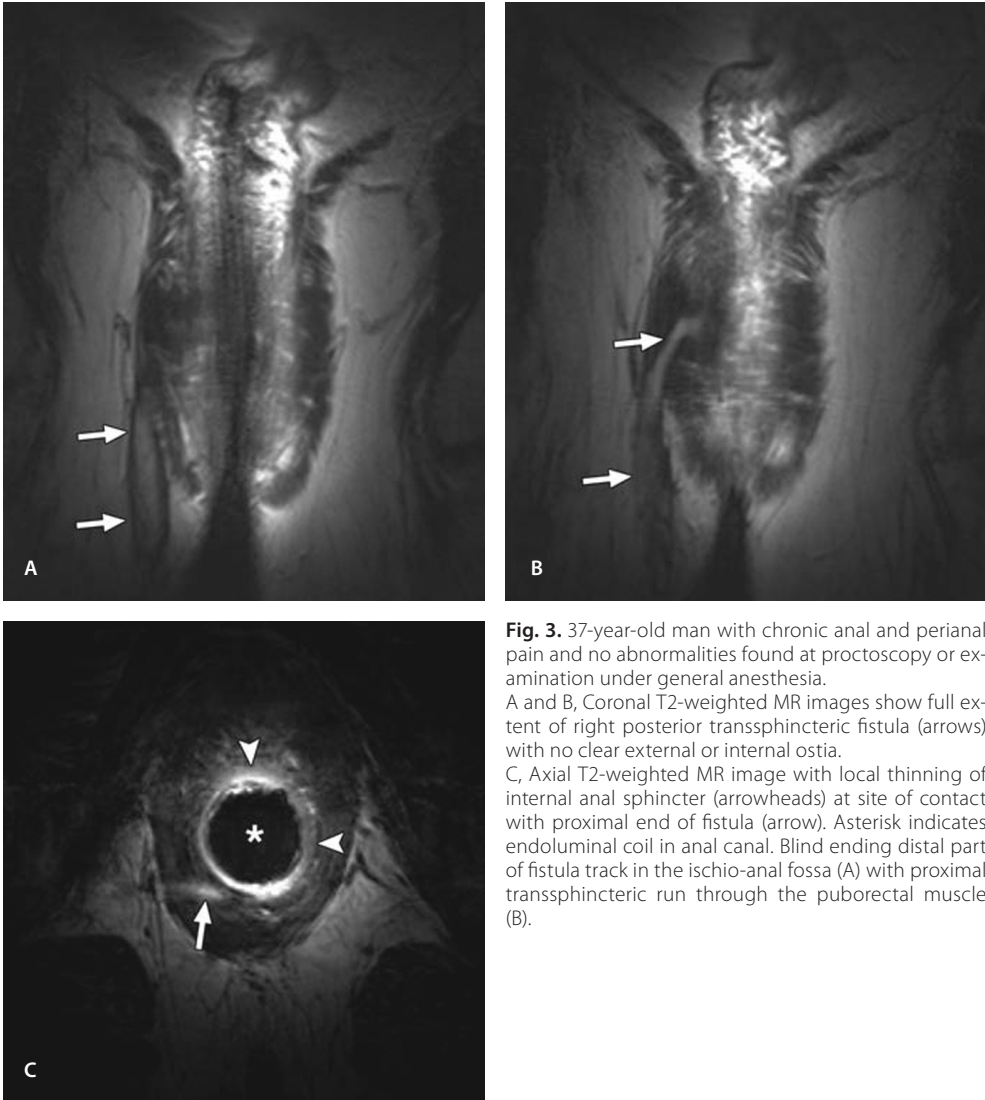 A
B
C
*
Fig. 3. 37-year-old man with chronic anal and perianal
pain and no abnormalities found at proctoscopy or ex-
amination under general anesthesia.
A and B, Coronal T2-weighted MR images show full ex-
tent of right posterior transsphincteric fistula (arrows)
with no clear external or internal ostia.
C, Axial T2-weighted MR image with local thinning of
internal anal sphincter (arrowheads) at site of contact
with proximal end of fistula (arrow). Asterisk indicates
endoluminal coil in anal canal. Blind ending distal part
of fistula track in the ischio-anal fossa (A) with proximal
transsphincteric run through the puborectal muscle
(B).